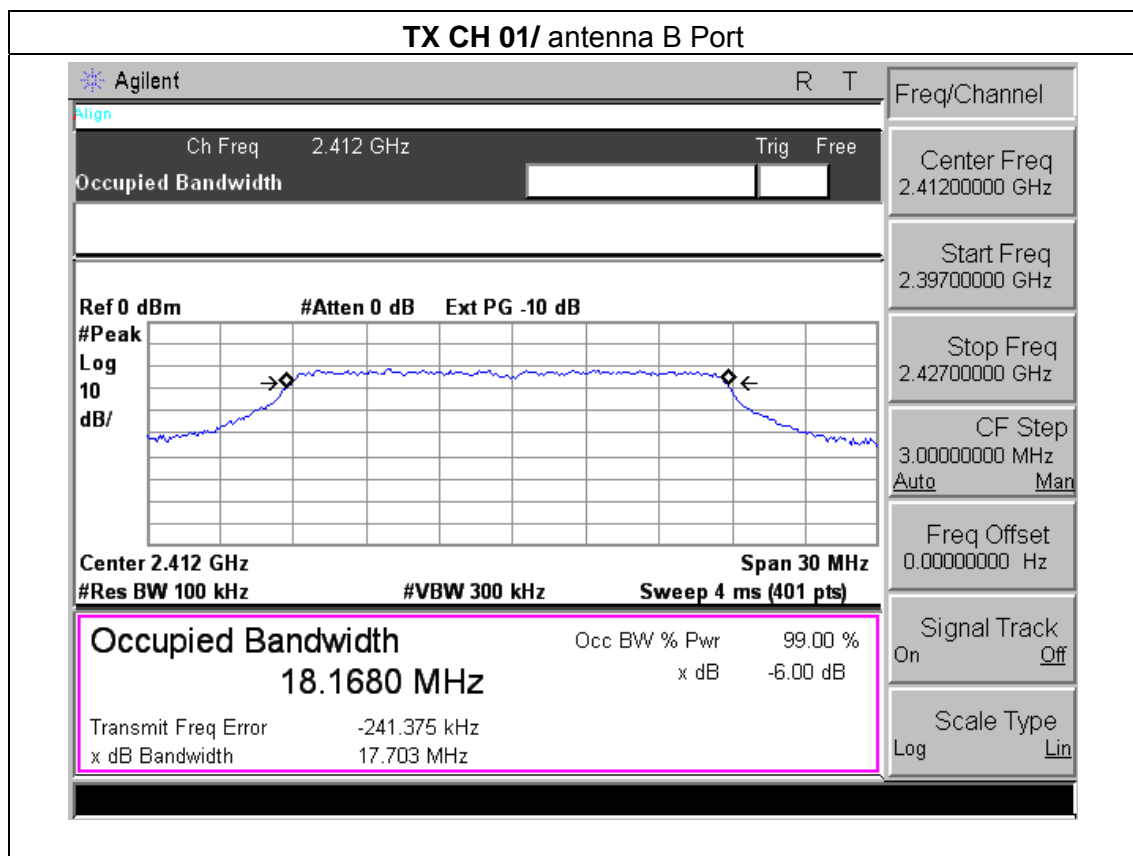 TX CH 01/ antenna B Port
Agilent R T
Align
Ch Freq 2.412 GHz Trig Free
Occupied Bandwidth
Ref 0 dBm #Atten 0 dB Ext PG -10 dB
#Peak
Log
10
dB/
Center 2.412 GHz Span 30 MHz
#Res BW 100 kHz #VBW 300 kHz Sweep 4 ms (401 pts)
Occupied Bandwidth Occ BW % Pwr 99.00 %
18.1680 MHz x dB -6.00 dB
Transmit Freq Error -241.375 kHz
x dB Bandwidth 17.703 MHz
Freq/Channel
Center Freq
2.41200000 GHz
Start Freq
2.39700000 GHz
Stop Freq
2.42700000 GHz
CF Step
3.00000000 MHz
Auto Man
Freq Offset
0.00000000 Hz
Signal Track
On Off
Scale Type
Log Lin